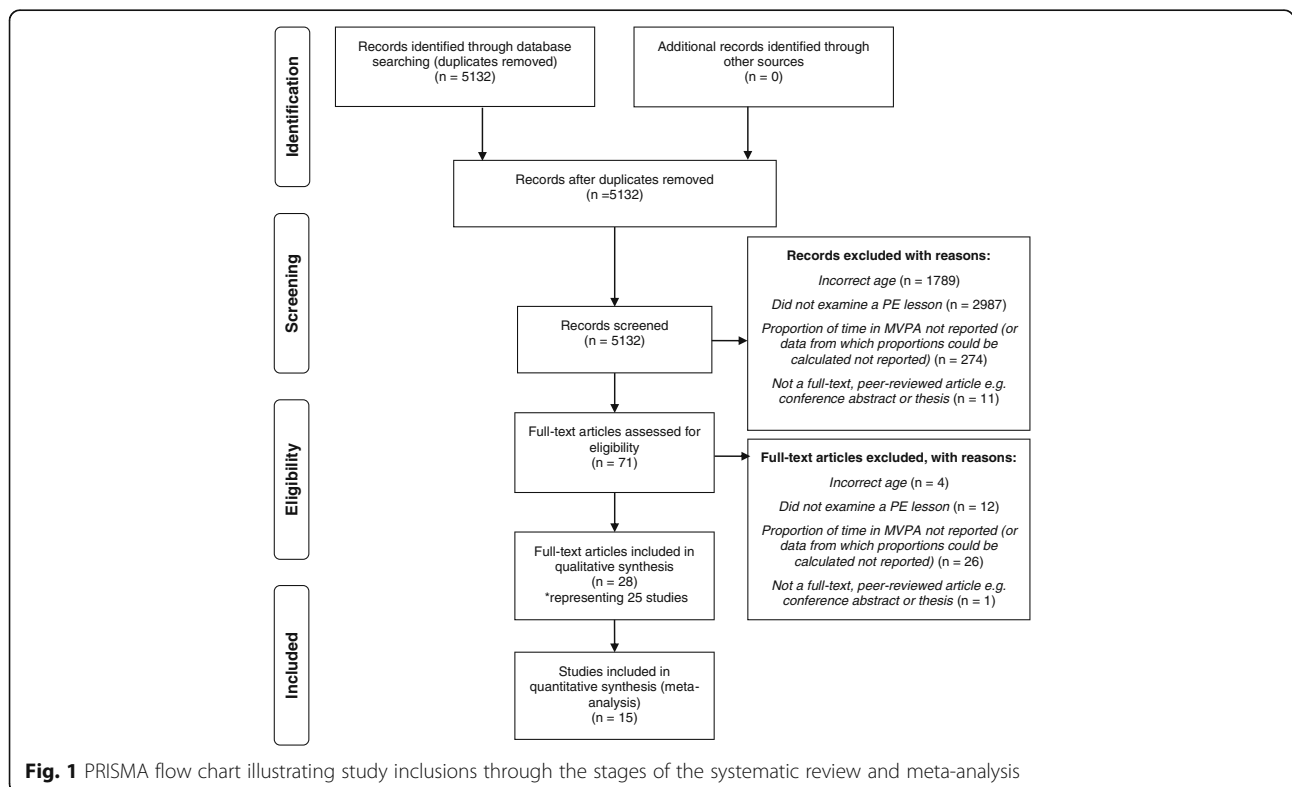 Identification
Records identified through database
searching (duplicates removed)
(n = 5132)
Additional records identified through
other sources
(n = 0)
Records after duplicates removed
(n =5132)
Screening
Records screened
(n = 5132)
Records excluded with reasons:
Incorrect age (n = 1789)
Did not examine a PE lesson (n = 2987)
Proportion of time in MVPA not reported (or
data from which proportions could be
calculated not reported) (n = 274)
Not a full-text, peer-reviewed article e.g.
conference abstract or thesis (n = 11)
Eligibility
Full-text articles assessed for
eligibility
(n = 71)
Full-text articles excluded, with reasons:
Incorrect age (n = 4)
Did not examine a PE lesson (n = 12)
Proportion of time in MVPA not reported (or
data from which proportions could be
calculated not reported) (n = 26)
Not a full-text, peer-reviewed article e.g.
conference abstract or thesis (n = 1)
Full-text articles included in
qualitative synthesis
(n = 28)
*representing 25 studies
Included
Studies included in
quantitative synthesis (meta-
analysis)
(n = 15)
Fig. 1 PRISMA flow chart illustrating study inclusions through the stages of the systematic review and meta-analysis